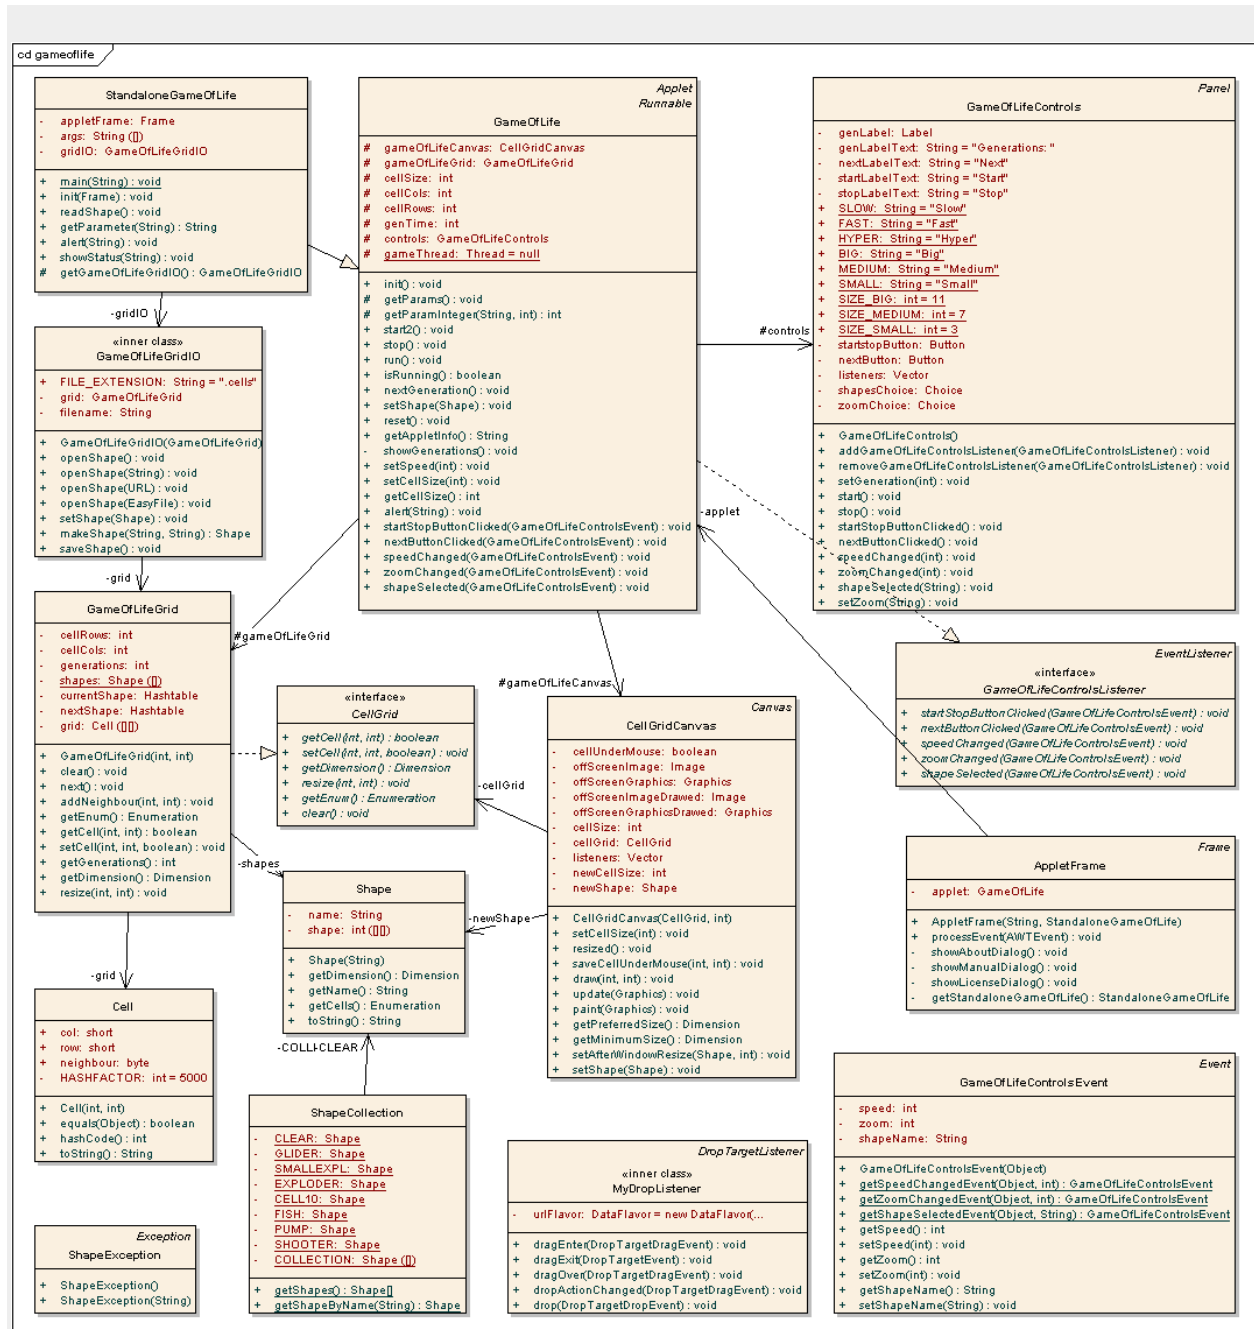 cd gameoflife
StandaloneGameOfLife
- appletFrame: Frame
- args: String ([])
- gridIO: GameOfLifeGridIO
+ main(String) : void
+ init(Frame) : void
+ readShape() : void
+ getParameter(String) : String
+ alert(String) : void
+ showStatus(String) : void
# getGameOfLifeGridIO() : GameOfLifeGridIO
-gridIO
«inner class»
GameOfLifeGridIO
+ FILE_EXTENSION: String = ".cells"
- grid: GameOfLifeGrid
- filename: String
+ GameOfLifeGridIO(GameOfLifeGrid)
+ openShape() : void
+ openShape(String) : void
+ openShape(URL) : void
+ openShape(EasyFile) : void
+ setShape(Shape) : void
+ makeShape(String, String) : Shape
+ saveShape() : void
-grid
GameOfLifeGrid
- cellRows: int
- cellCols: int
- generations: int
- shapes: Shape ([])
- currentShape: Hashtable
- nextShape: Hashtable
- grid: Cell ([][])
+ GameOfLifeGrid(int, int)
+ clear() : void
+ next() : void
+ addNeighbour(int, int) : void
+ getEnum() : Enumeration
+ getCell(int, int) : boolean
+ setCell(int, int, boolean) : void
+ getGenerations() : int
+ getDimension() : Dimension
+ resize(int, int) : void
-grid
Cell
+ col: short
+ row: short
+ neighbour: byte
- HASHFACTOR: int = 5000
+ Cell(int, int)
+ equals(Object) : boolean
+ hashCode() : int
+ toString() : String
Exception
ShapeException
+ ShapeException()
+ ShapeException(String)
Applet
Runnable
GameOfLife
# gameOfLifeCanvas: CellGridCanvas
# gameOfLifeGrid: GameOfLifeGrid
# cellSize: int
# cellCols: int
# cellRows: int
# genTime: int
# controls: GameOfLifeControls
# gameThread: Thread = null
+ init() : void
# getParams() : void
# getParamInteger(String, int) : int
+ start2() : void
+ stop() : void
+ run() : void
+ isRunning() : boolean
+ nextGeneration() : void
+ setShape(Shape) : void
+ reset() : void
+ getAppletInfo() : String
- showGenerations() : void
+ setSpeed(int) : void
+ setCellSize(int) : void
+ getCellSize() : int
+ alert(String) : void
+ startStopButtonClicked(GameOfLifeControlsEvent) : void
+ nextButtonClicked(GameOfLifeControlsEvent) : void
+ speedChanged(GameOfLifeControlsEvent) : void
+ zoomChanged(GameOfLifeControlsEvent) : void
+ shapeSelected(GameOfLifeControlsEvent) : void
#controls
-applet
#gameOfLifeGrid
#gameOfLifeCanvas
«interface»
CellGrid
+ getCell(int, int) : boolean
+ setCell(int, int, boolean) : void
+ getDimension() : Dimension
+ resize(int, int) : void
+ getEnum() : Enumeration
+ clear() : void
-cellGrid
-shapes
Shape
- name: String
- shape: int ([][])
+ Shape(String)
+ getDimension() : Dimension
+ getName() : String
+ getCells() : Enumeration
+ toString() : String
-newShape
-CLEAR
ShapeCollection
- CLEAR: Shape
- GLIDER: Shape
- SMALLEXPL: Shape
- EXPLODER: Shape
- CELL10: Shape
- FISH: Shape
- PUMP: Shape
- SHOOTER: Shape
- COLLECTION: Shape ([])
+ getShapes() : Shape[]
+ getShapeByName(String) : Shape
Canvas
CellGridCanvas
- cellUnderMouse: boolean
- offScreenImage: Image
- offScreenGraphics: Graphics
- offScreenImageDrawed: Image
- offScreenGraphicsDrawed: Graphics
- cellSize: int
- cellGrid: CellGrid
- listeners: Vector
- newCellSize: int
- newShape: Shape
+ CellGridCanvas(CellGrid, int)
+ setCellSize(int) : void
+ resized() : void
+ saveCellUnderMouse(int, int) : void
+ draw(int, int) : void
+ update(Graphics) : void
+ paint(Graphics) : void
+ getPreferredSize() : Dimension
+ getMinimumSize() : Dimension
+ setAfterWindowResize(Shape, int) : void
+ setShape(Shape) : void
DropTargetListener
«inner class»
MyDropListener
- urlFlavor: DataFlavor = new DataFlavor(...
+ dragEnter(DropTargetDragEvent) : void
+ dragExit(DropTargetEvent) : void
+ dragOver(DropTargetDragEvent) : void
+ dropActionChanged(DropTargetDragEvent) : void
+ drop(DropTargetDropEvent) : void
Panel
GameOfLifeControls
- genLabel: Label
- genLabelText: String = "Generations: "
- nextLabelText: String = "Next"
- startLabelText: String = "Start"
- stopLabelText: String = "Stop"
+ SLOW: String = "Slow"
+ FAST: String = "Fast"
+ HYPER: String = "Hyper"
+ BIG: String = "Big"
+ MEDIUM: String = "Medium"
+ SMALL: String = "Small"
+ SIZE_BIG: int = 11
+ SIZE_MEDIUM: int = 7
+ SIZE_SMALL: int = 3
- startstopButton: Button
- nextButton: Button
- listeners: Vector
- shapesChoice: Choice
- zoomChoice: Choice
+ GameOfLifeControls()
+ addGameOfLifeControlsListener(GameOfLifeControlsListener) : void
+ removeGameOfLifeControlsListener(GameOfLifeControlsListener) : void
+ setGeneration(int) : void
+ start() : void
+ stop() : void
+ startStopButtonClicked() : void
+ nextButtonClicked() : void
+ speedChanged(int) : void
+ zoomChanged(int) : void
+ shapeSelected(String) : void
+ setZoom(String) : void
EventListener
«interface»
GameOfLifeControlsListener
+ startStopButtonClicked(GameOfLifeControlsEvent) : void
+ nextButtonClicked(GameOfLifeControlsEvent) : void
+ speedChanged(GameOfLifeControlsEvent) : void
+ zoomChanged(GameOfLifeControlsEvent) : void
+ shapeSelected(GameOfLifeControlsEvent) : void
Frame
AppletFrame
- applet: GameOfLife
+ AppletFrame(String, StandaloneGameOfLife)
+ processEvent(AWTEvent) : void
- showAboutDialog() : void
- showManualDialog() : void
- showLicenseDialog() : void
- getStandaloneGameOfLife() : StandaloneGameOfLife
Event
GameOfLifeControlsEvent
- speed: int
- zoom: int
- shapeName: String
+ GameOfLifeControlsEvent(Object)
+ getSpeedChangedEvent(Object, int) : GameOfLifeControlsEvent
+ getZoomChangedEvent(Object, int) : GameOfLifeControlsEvent
+ getShapeSelectedEvent(Object, String) : GameOfLifeControlsEvent
+ getSpeed() : int
+ setSpeed(int) : void
+ getZoom() : int
+ setZoom(int) : void
+ getShapeName() : String
+ setShapeName(String) : void